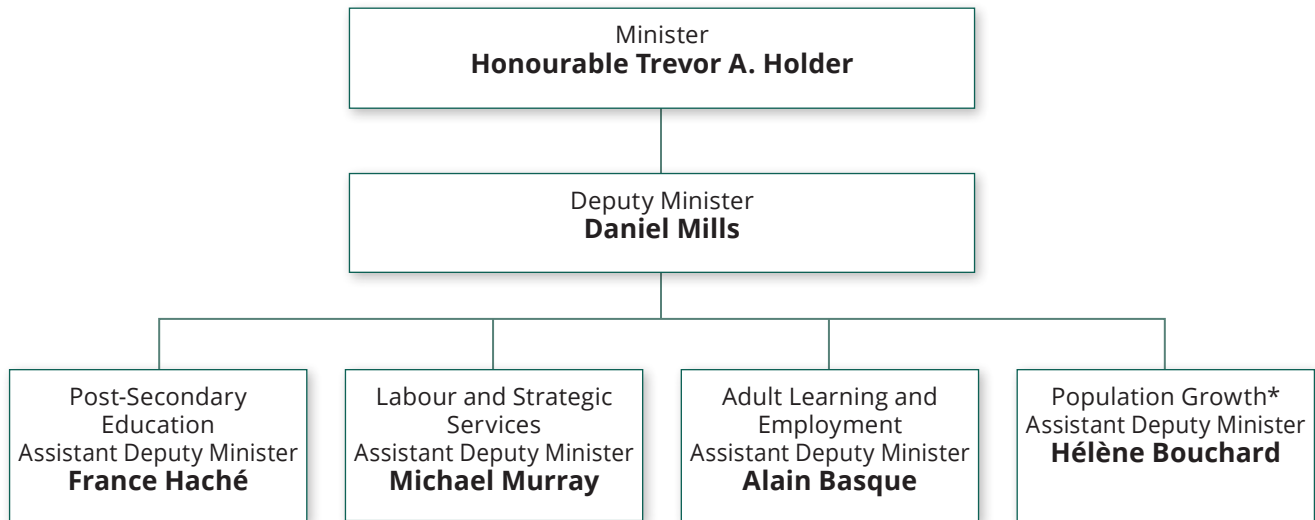 Minister
Honourable Trevor A. Holder
Deputy Minister
Daniel Mills
Post-Secondary
Education
Assistant Deputy Minister
France Haché
Labour and Strategic
Services
Assistant Deputy Minister
Michael Murray
Adult Learning and
Employment
Assistant Deputy Minister
Alain Basque
Population Growth*
Assistant Deputy Minister
Hélène Bouchard